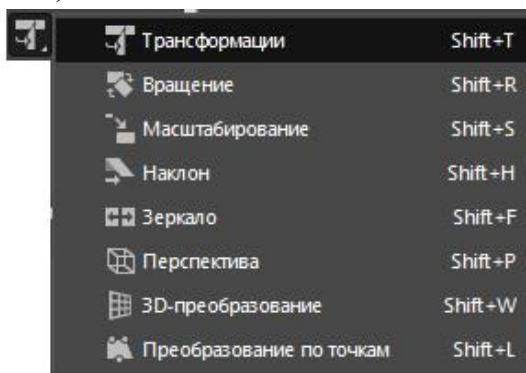 Трансформации Shift+T
Вращение Shift+R
Масштабирование Shift+S
Наклон Shift+H
Зеркало Shift+F
Перспектива Shift+P
3D-преобразование Shift+W
Преобразование по точкам Shift+L